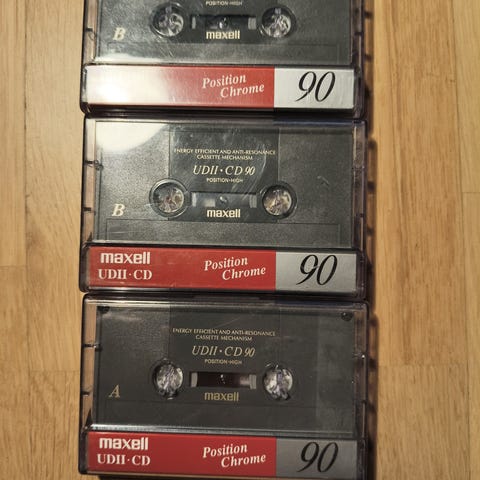 POSITION•HIGH
B
maxell
Position
Chrome
90
ENERGY EFFICIENT AND ANTI-RESONANCE
CASSETTE MECHANISM
UDII•CD 90
POSITION•HIGH
B
maxell
maxell
UDII•CD
Position
Chrome
90
ENERGY EFFICIENT AND ANTI-RESONANCE
CASSETTE MECHANISM
UDII•CD 90
POSITION•HIGH
A
maxell
maxell
UDII•CD
Position
Chrome
90